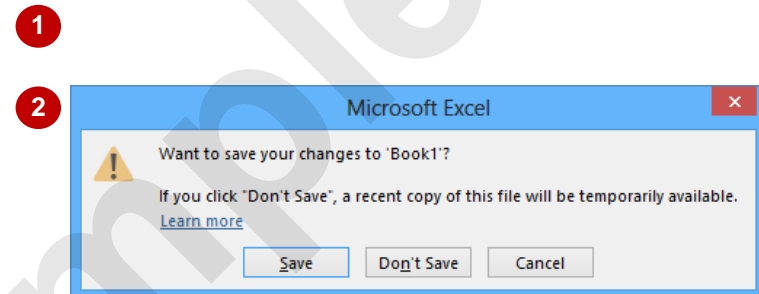 1
2
Microsoft Excel
Want to save your changes to 'Book1'?
If you click "Don't Save", a recent copy of this file will be temporarily available.
Learn more
Save Don't Save Cancel